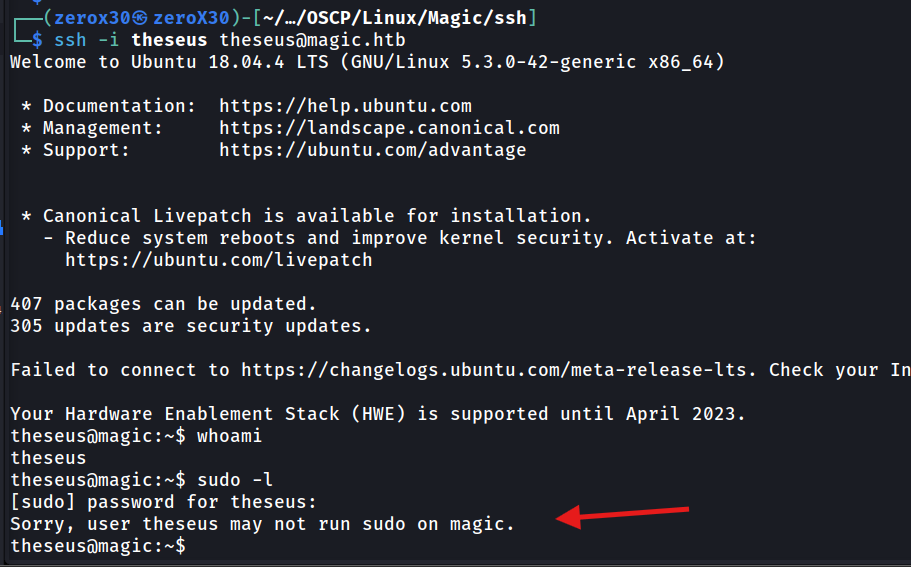 ┌──(zerox30㉿zeroX30)-[~/…/OSCP/Linux/Magic/ssh]
└─$ ssh -i theseus theseus@magic.htb
Welcome to Ubuntu 18.04.4 LTS (GNU/Linux 5.3.0-42-generic x86_64)
* Documentation:  https://help.ubuntu.com
* Management:     https://landscape.canonical.com
* Support:        https://ubuntu.com/advantage
* Canonical Livepatch is available for installation.
- Reduce system reboots and improve kernel security. Activate at:
https://ubuntu.com/livepatch
407 packages can be updated.
305 updates are security updates.
Failed to connect to https://changelogs.ubuntu.com/meta-release-lts. Check your In
Your Hardware Enablement Stack (HWE) is supported until April 2023.
theseus@magic:~$ whoami
theseus
theseus@magic:~$ sudo -l
[sudo] password for theseus:
Sorry, user theseus may not run sudo on magic.
theseus@magic:~$